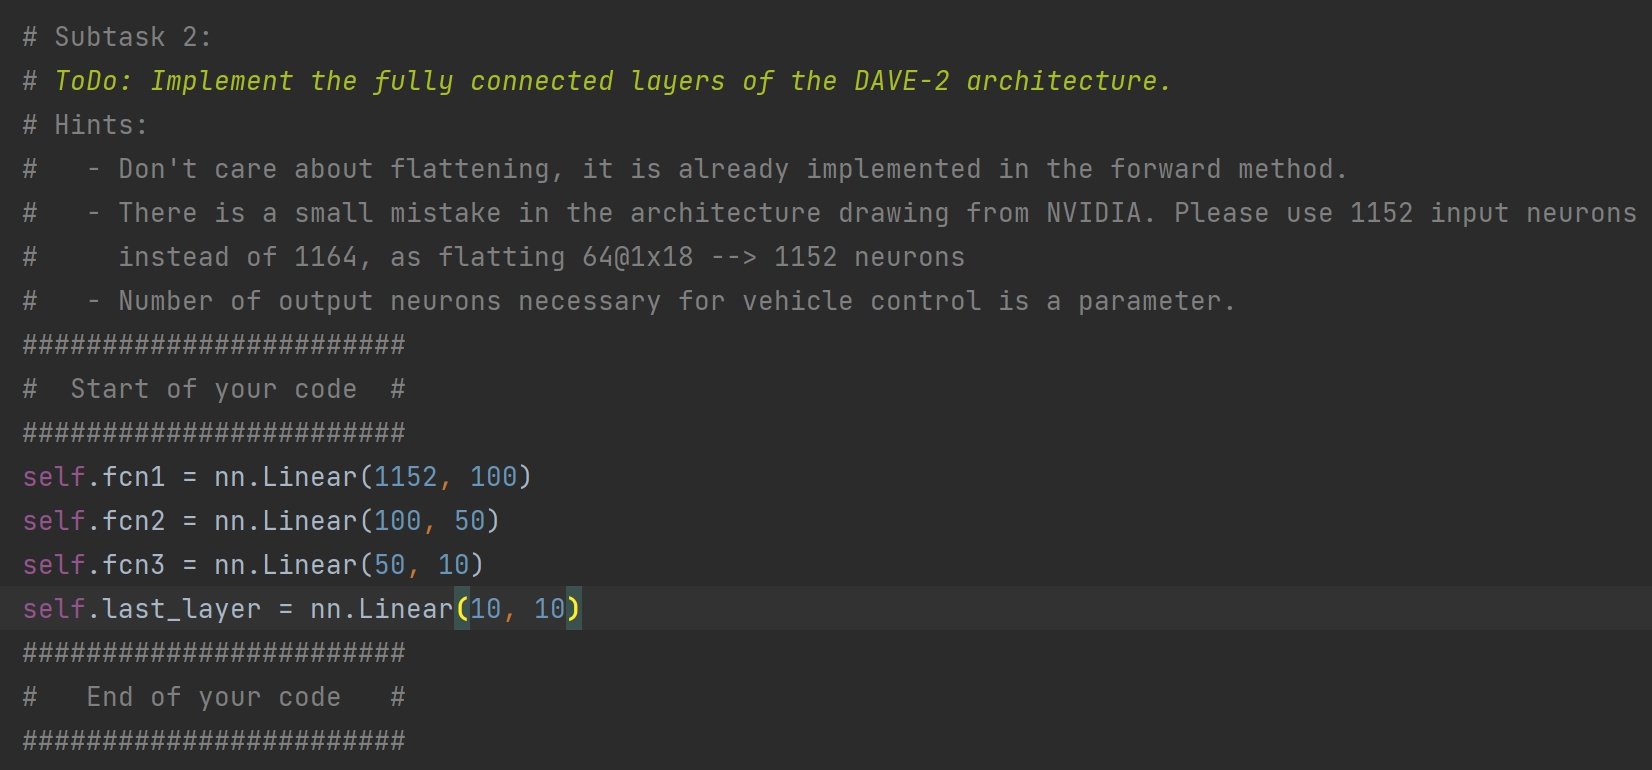 # Subtask 2:
# ToDo: Implement the fully connected layers of the DAVE-2 architecture.
# Hints:
#   - Don't care about flattening, it is already implemented in the forward method.
#   - There is a small mistake in the architecture drawing from NVIDIA. Please use 1152 input neurons
#     instead of 1164, as flatting 64@1x18 --> 1152 neurons
#   - Number of output neurons necessary for vehicle control is a parameter.
########################
#  Start of your code  #
########################
self.fcn1 = nn.Linear(1152, 100)
self.fcn2 = nn.Linear(100, 50)
self.fcn3 = nn.Linear(50, 10)
self.last_layer = nn.Linear(10, 10)
########################
#   End of your code   #
########################